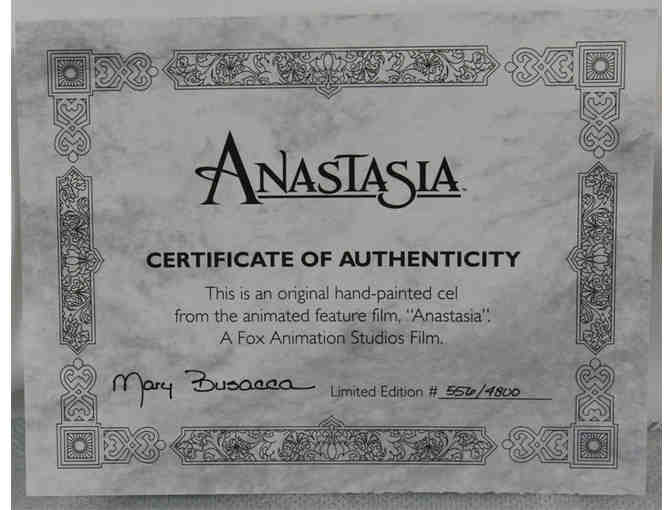 ANASTASIA™
CERTIFICATE OF AUTHENTICITY
This is an original hand-painted cel
from the animated feature film, "Anastasia".
A Fox Animation Studios Film.
Mary Busacca Limited Edition # 556/4800